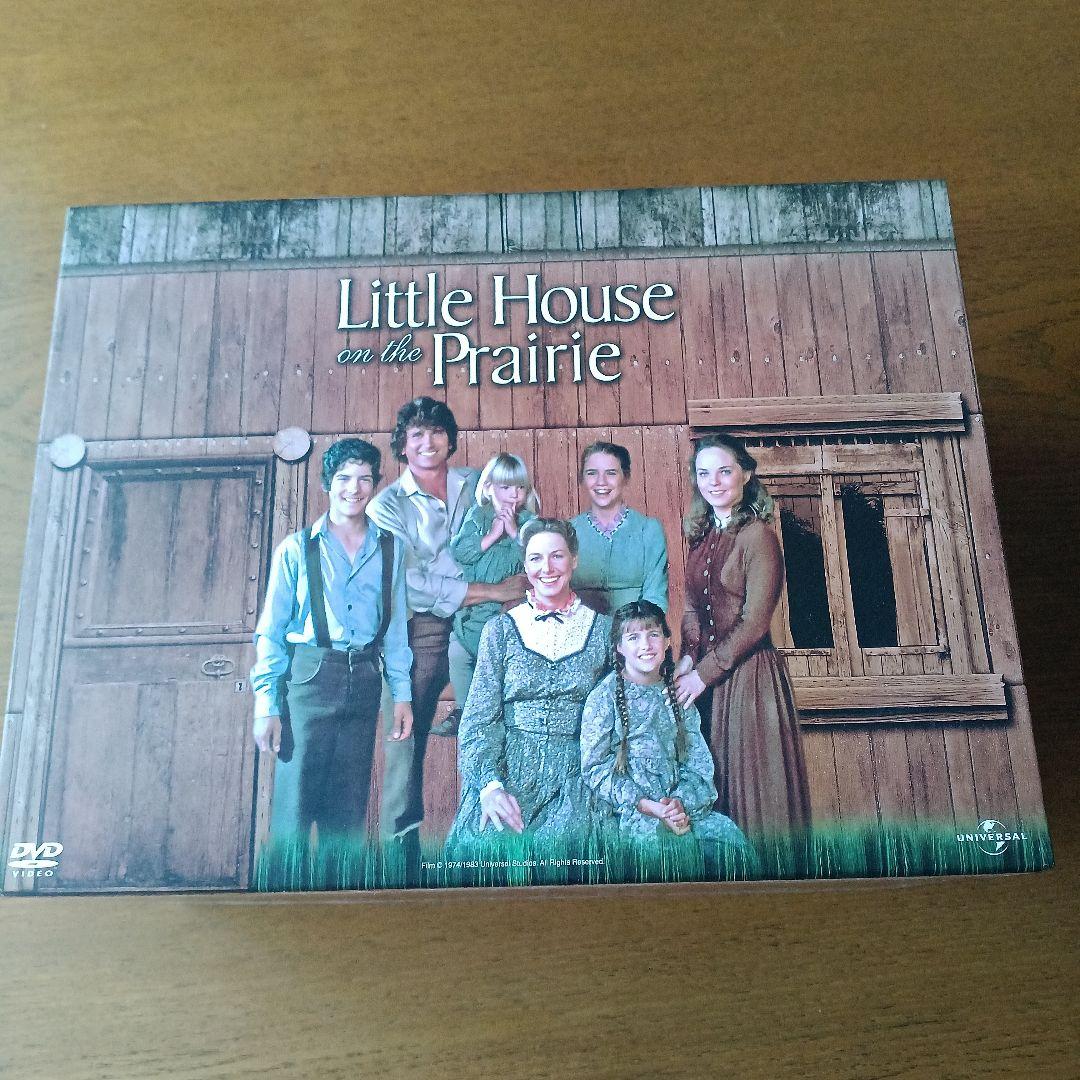 Little House
on the Prairie
DVD
VIDEO
Film © 1974/1983 Universal Studios. All Rights Reserved.
UNIVERSAL